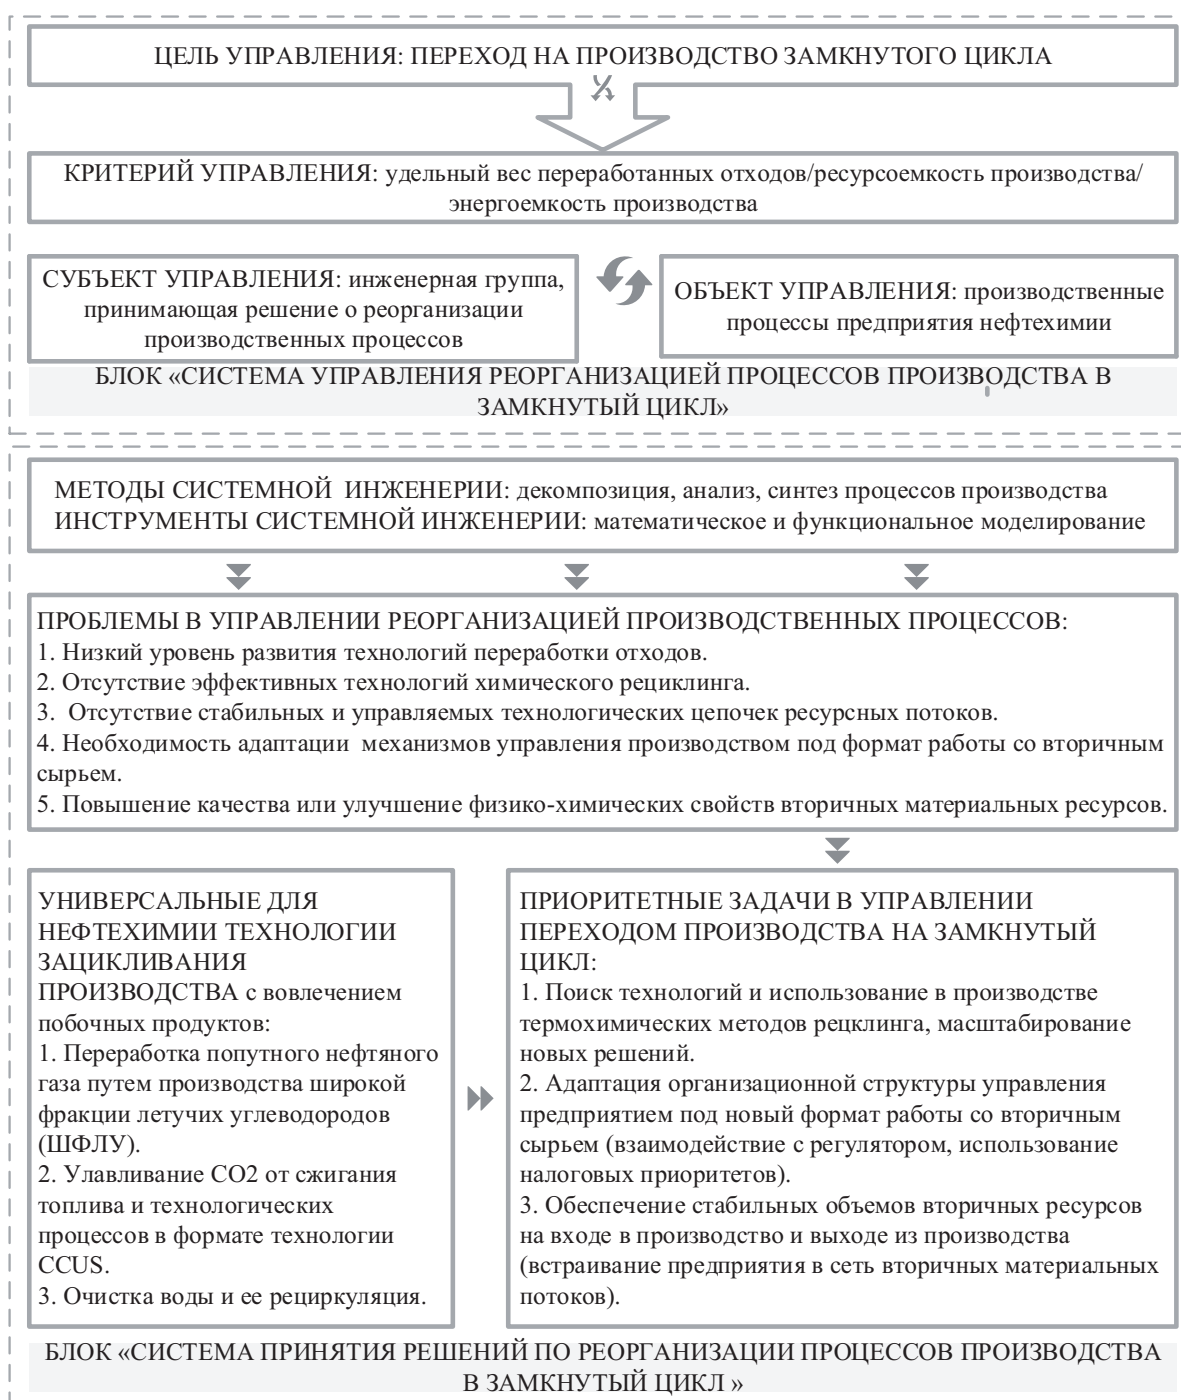 ЦЕЛЬ УПРАВЛЕНИЯ: ПЕРЕХОД НА ПРОИЗВОДСТВО ЗАМКНУТОГО ЦИКЛА
КРИТЕРИЙ УПРАВЛЕНИЯ: удельный вес переработанных отходов/ресурсоемкость производства/
энергоемкость производства
СУБЪЕКТ УПРАВЛЕНИЯ: инженерная группа,
принимающая решение о реорганизации
производственных процессов
ОБЪЕКТ УПРАВЛЕНИЯ: производственные
процессы предприятия нефтехимии
БЛОК «СИСТЕМА УПРАВЛЕНИЯ РЕОРГАНИЗАЦИЕЙ ПРОЦЕССОВ ПРОИЗВОДСТВА В
ЗАМКНУТЫЙ ЦИКЛ»
МЕТОДЫ СИСТЕМНОЙ ИНЖЕНЕРИИ: декомпозиция, анализ, синтез процессов производства
ИНСТРУМЕНТЫ СИСТЕМНОЙ ИНЖЕНЕРИИ: математическое и функциональное моделирование
ПРОБЛЕМЫ В УПРАВЛЕНИИ РЕОРГАНИЗАЦИЕЙ ПРОИЗВОДСТВЕННЫХ ПРОЦЕССОВ:
1. Низкий уровень развития технологий переработки отходов.
2. Отсутствие эффективных технологий химического рециклинга.
3. Отсутствие стабильных и управляемых технологических цепочек ресурсных потоков.
4. Необходимость адаптации механизмов управления производством под формат работы со вторичным
сырьем.
5. Повышение качества или улучшение физико-химических свойств вторичных материальных ресурсов.
УНИВЕРСАЛЬНЫЕ ДЛЯ
НЕФТЕХИМИИ ТЕХНОЛОГИИ
ЗАЦИКЛИВАНИЯ
ПРОИЗВОДСТВА с вовлечением
побочных продуктов:
1. Переработка попутного нефтяного
газа путем производства широкой
фракции летучих углеводородов
(ШФЛУ).
2. Улавливание СО2 от сжигания
топлива и технологических
процессов в формате технологии
CCUS.
3. Очистка воды и ее рециркуляция.
ПРИОРИТЕТНЫЕ ЗАДАЧИ В УПРАВЛЕНИИ
ПЕРЕХОДОМ ПРОИЗВОДСТВА НА ЗАМКНУТЫЙ
ЦИКЛ:
1. Поиск технологий и использование в производстве
термохимических методов рецклинга, масштабирование
новых решений.
2. Адаптация организационной структуры управления
предприятием под новый формат работы со вторичным
сырьем (взаимодействие с регулятором, использование
налоговых приоритетов).
3. Обеспечение стабильных объемов вторичных ресурсов
на входе в производство и выходе из производства
(встраивание предприятия в сеть вторичных материальных
потоков).
БЛОК «СИСТЕМА ПРИНЯТИЯ РЕШЕНИЙ ПО РЕОРГАНИЗАЦИИ ПРОЦЕССОВ ПРОИЗВОДСТВА
В ЗАМКНУТЫЙ ЦИКЛ »